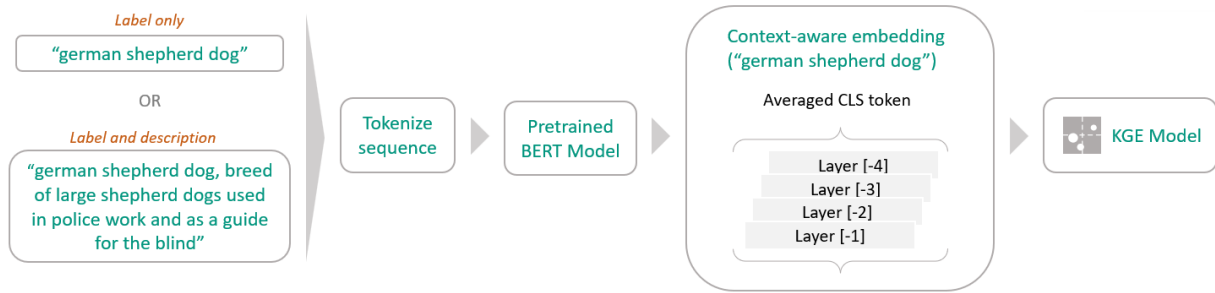 Label only
“german shepherd dog”
OR
Label and description
“german shepherd dog, breed
of large shepherd dogs used
in police work and as a guide
for the blind”
Tokenize
sequence
Pretrained
BERT Model
Context-aware embedding
(“german shepherd dog”)
Averaged CLS token
Layer [-4]
Layer [-3]
Layer [-2]
Layer [-1]
KGE Model